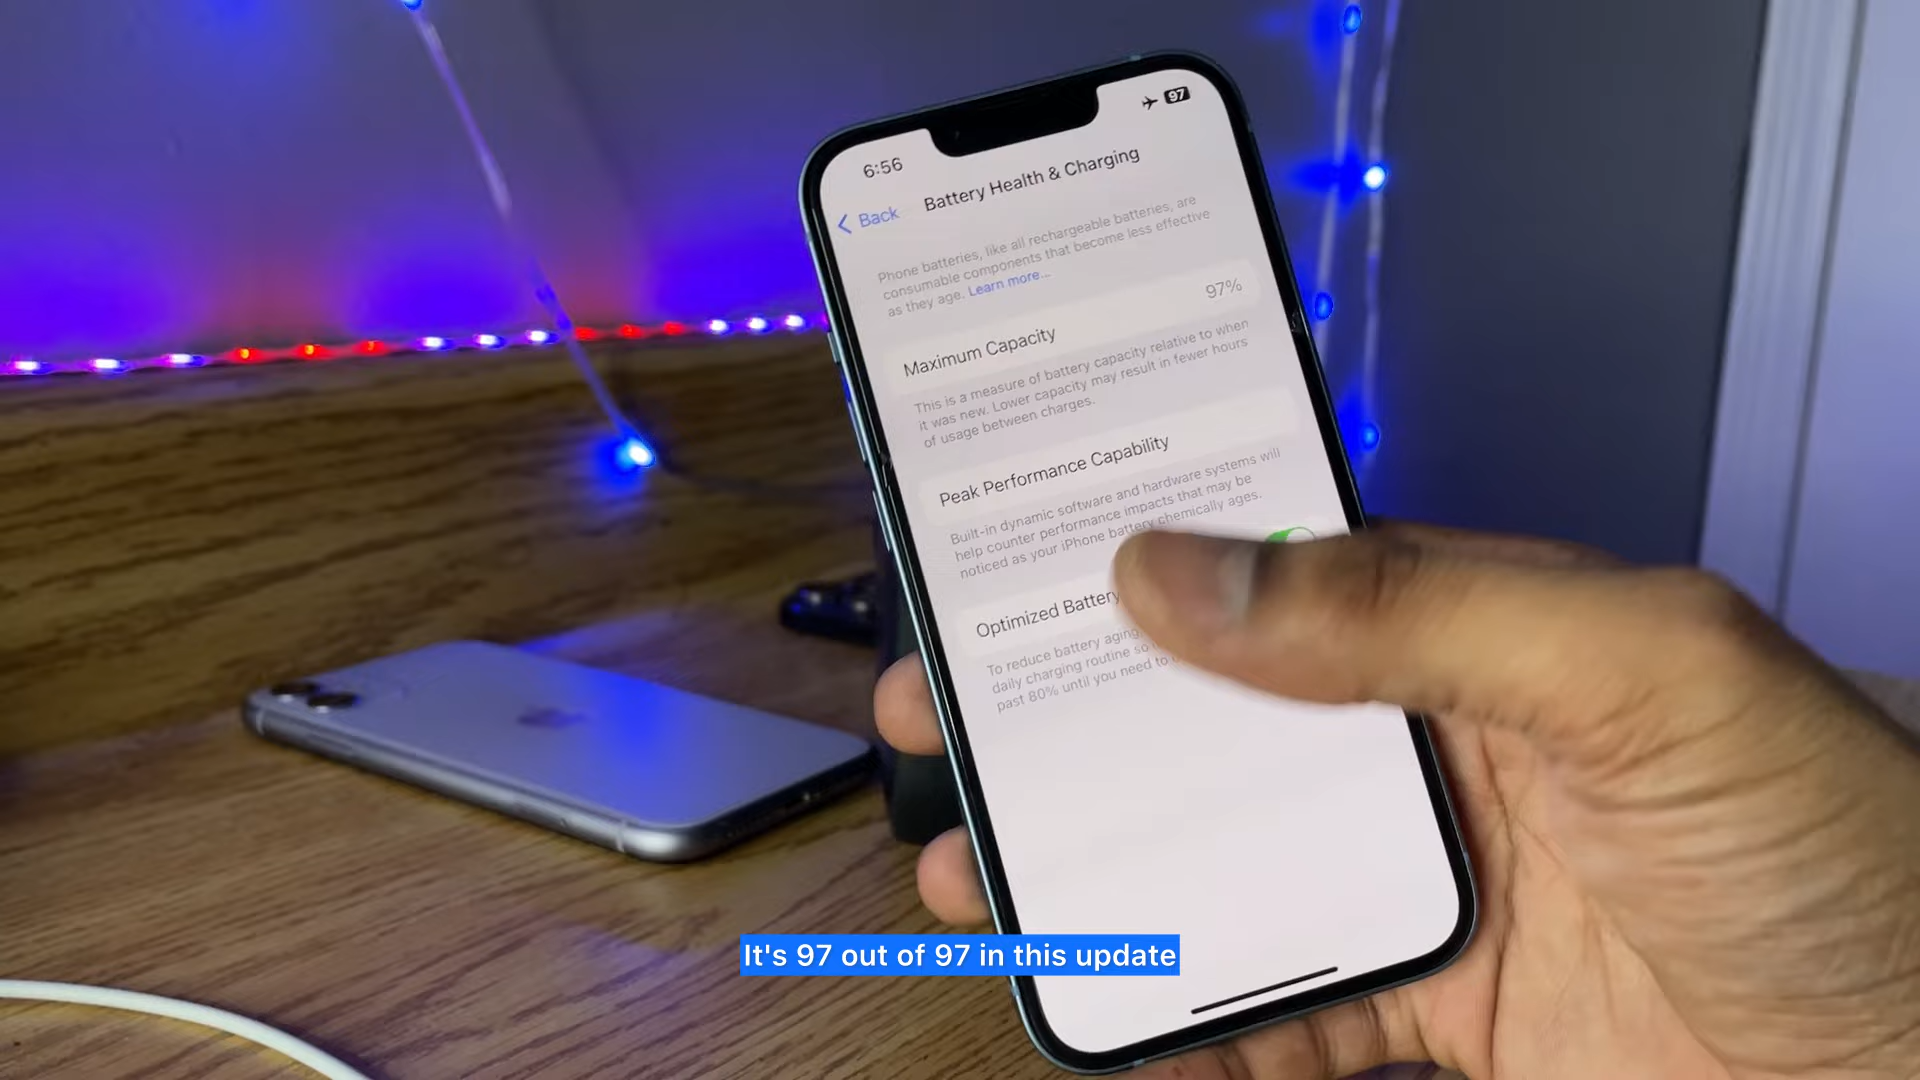 97
6:56
Back
Battery Health & Charging
Phone batteries, like all rechargeable batteries, are
consumable components that become less effective
as they age. Learn more...
Maximum Capacity 97%
This is a measure of battery capacity relative to when
it was new. Lower capacity may result in fewer hours
of usage between charges.
Peak Performance Capability
Built-in dynamic software and hardware systems will
help counter performance impacts that may be
noticed as your iPhone battery chemically ages.
Optimized Battery
To reduce battery aging,
daily charging routine so
past 80% until you need to
It's 97 out of 97 in this update